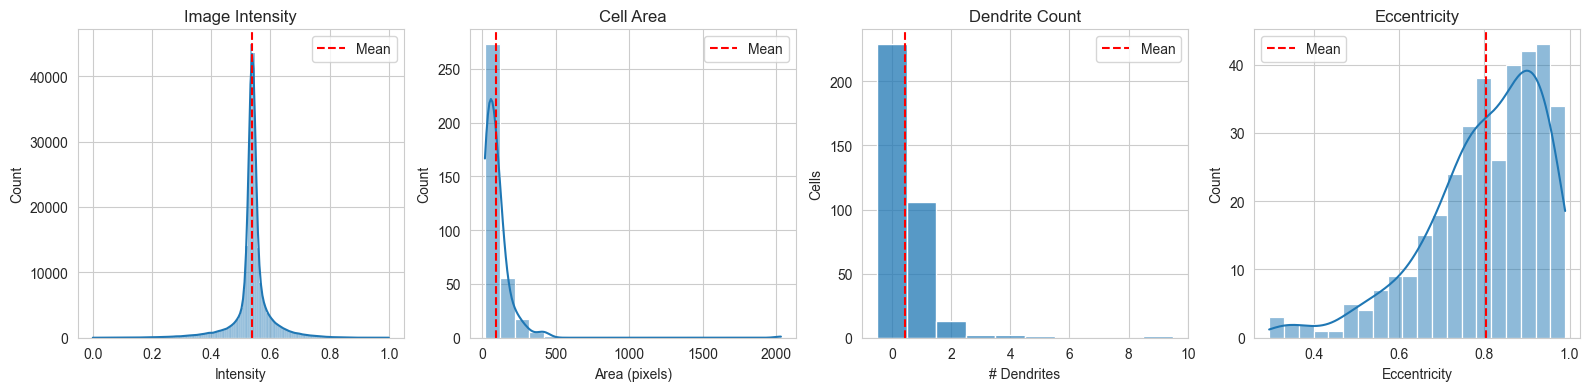 Image Intensity
Count
40000
30000
20000
10000
0
Mean
0.0 0.2 0.4 0.6 0.8 1.0
Intensity
Cell Area
Count
250
200
150
100
50
0
Mean
0 500 1000 1500 2000
Area (pixels)
Dendrite Count
Cells
200
150
100
50
0
Mean
0 2 4 6 8 10
# Dendrites
Eccentricity
Count
40
30
20
10
0
Mean
0.4 0.6 0.8 1.0
Eccentricity